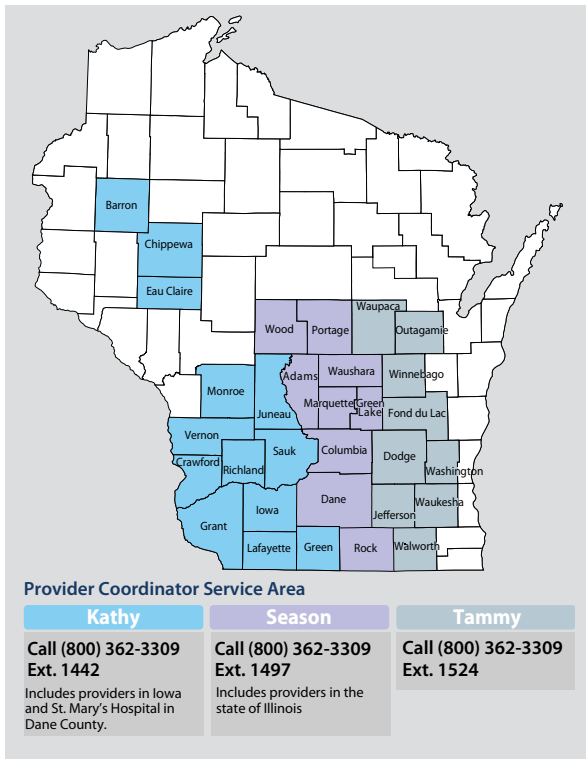 Barron
Chippewa
Eau Claire
Waupaca
Wood
Portage
Outagamie
Adams
Waushara
Winnebago
Monroe
Juneau
Marquette
Green
Lake
Fond du Lac
Vernon
Sauk
Columbia
Dodge
Crawford
Richland
Washington
Dane
Iowa
Waukesha
Jefferson
Grant
Lafayette
Green
Rock
Walworth
Provider Coordinator Service Area
Kathy
Call (800) 362-3309
Ext. 1442
Includes providers in Iowa
and St. Mary's Hospital in
Dane County.
Season
Call (800) 362-3309
Ext. 1497
Includes providers in the
state of Illinois
Tammy
Call (800) 362-3309
Ext. 1524